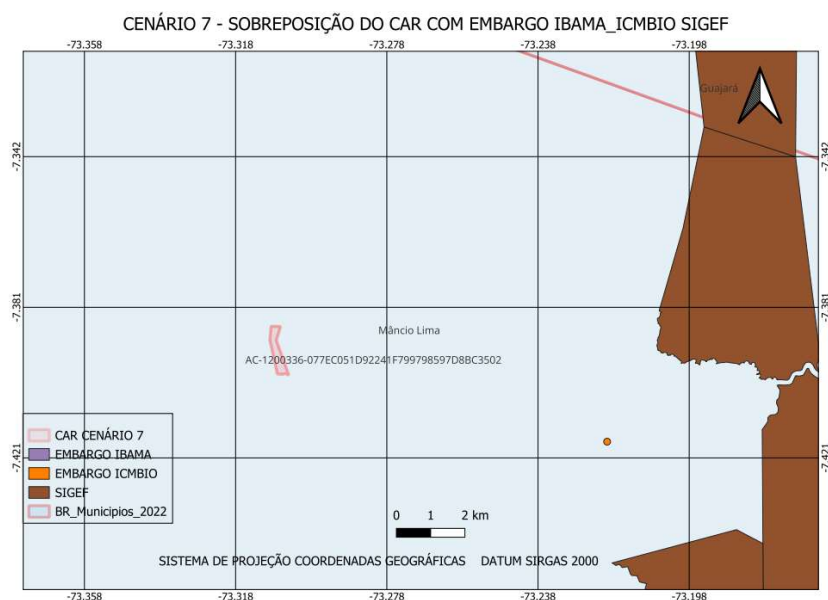 CENÁRIO 7 - SOBREPOSIÇÃO DO CAR COM EMBARGO IBAMA_ICMBIO SIGEF
-73.358 -73.318 -73.278 -73.238 -73.198
Guajará
-7.342 -7.342
-7.381 -7.381
Mâncio Lima
AC-1200336-077EC051D92241F799798597D8BC3502
-7.421 -7.421
CAR CENÁRIO 7
EMBARGO IBAMA
EMBARGO ICMBIO
SIGEF
BR_Municipios_2022
0 1 2 km
SISTEMA DE PROJEÇÃO COORDENADAS GEOGRÁFICAS DATUM SIRGAS 2000
-73.358 -73.318 -73.278 -73.238 -73.198